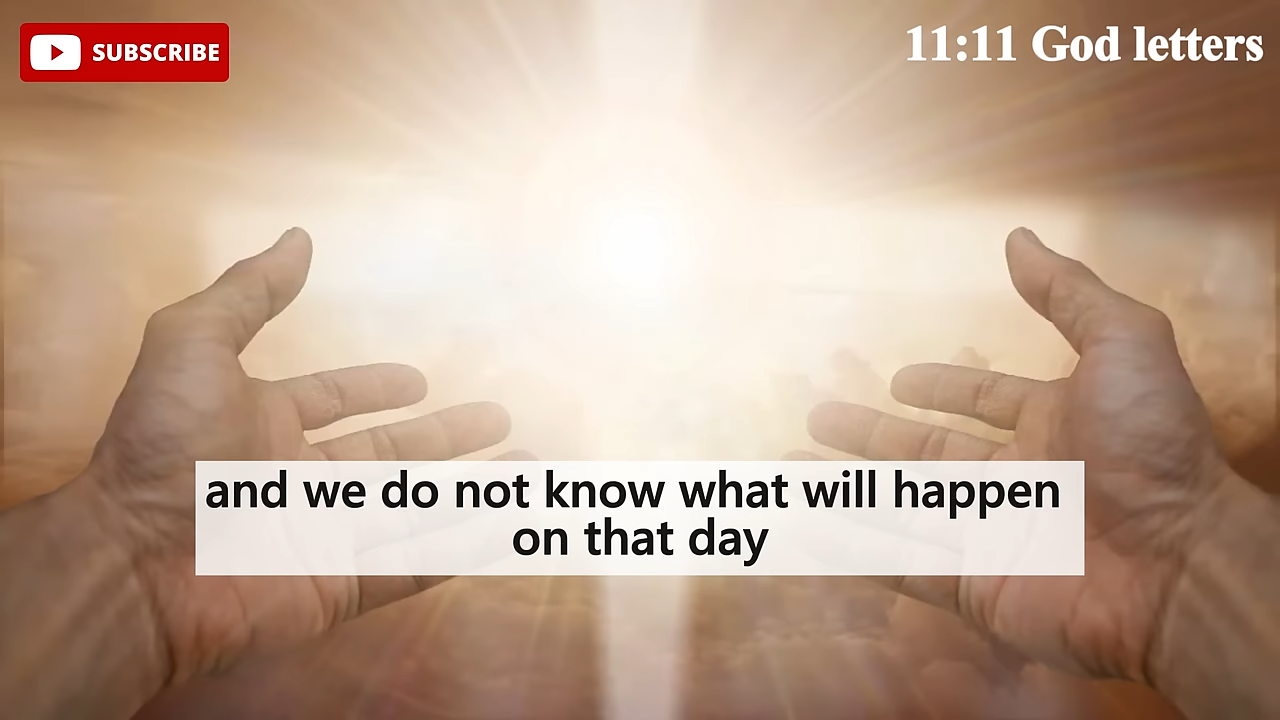 SUBSCRIBE
11:11 God letters
and we do not know what will happen
on that day